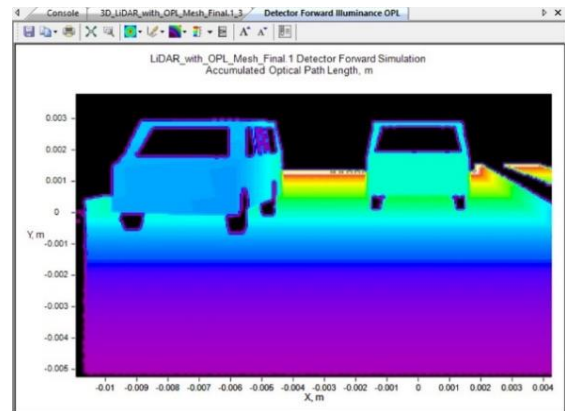 Console 3D_LiDAR_with_OPL_Mesh_Final.1_3 Detector Forward Illuminance OPL
LiDAR_with_OPL_Mesh_Final.1 Detector Forward Simulation
Accumulated Optical Path Length, m
0.003
0.002
0.001
0
Y, m
-0.001
-0.002
-0.003
-0.004
-0.005
-0.01 -0.009 -0.008 -0.007 -0.006 -0.005 -0.004 -0.003 -0.002 -0.001 0 0.001 0.002 0.003 0.004
X, m